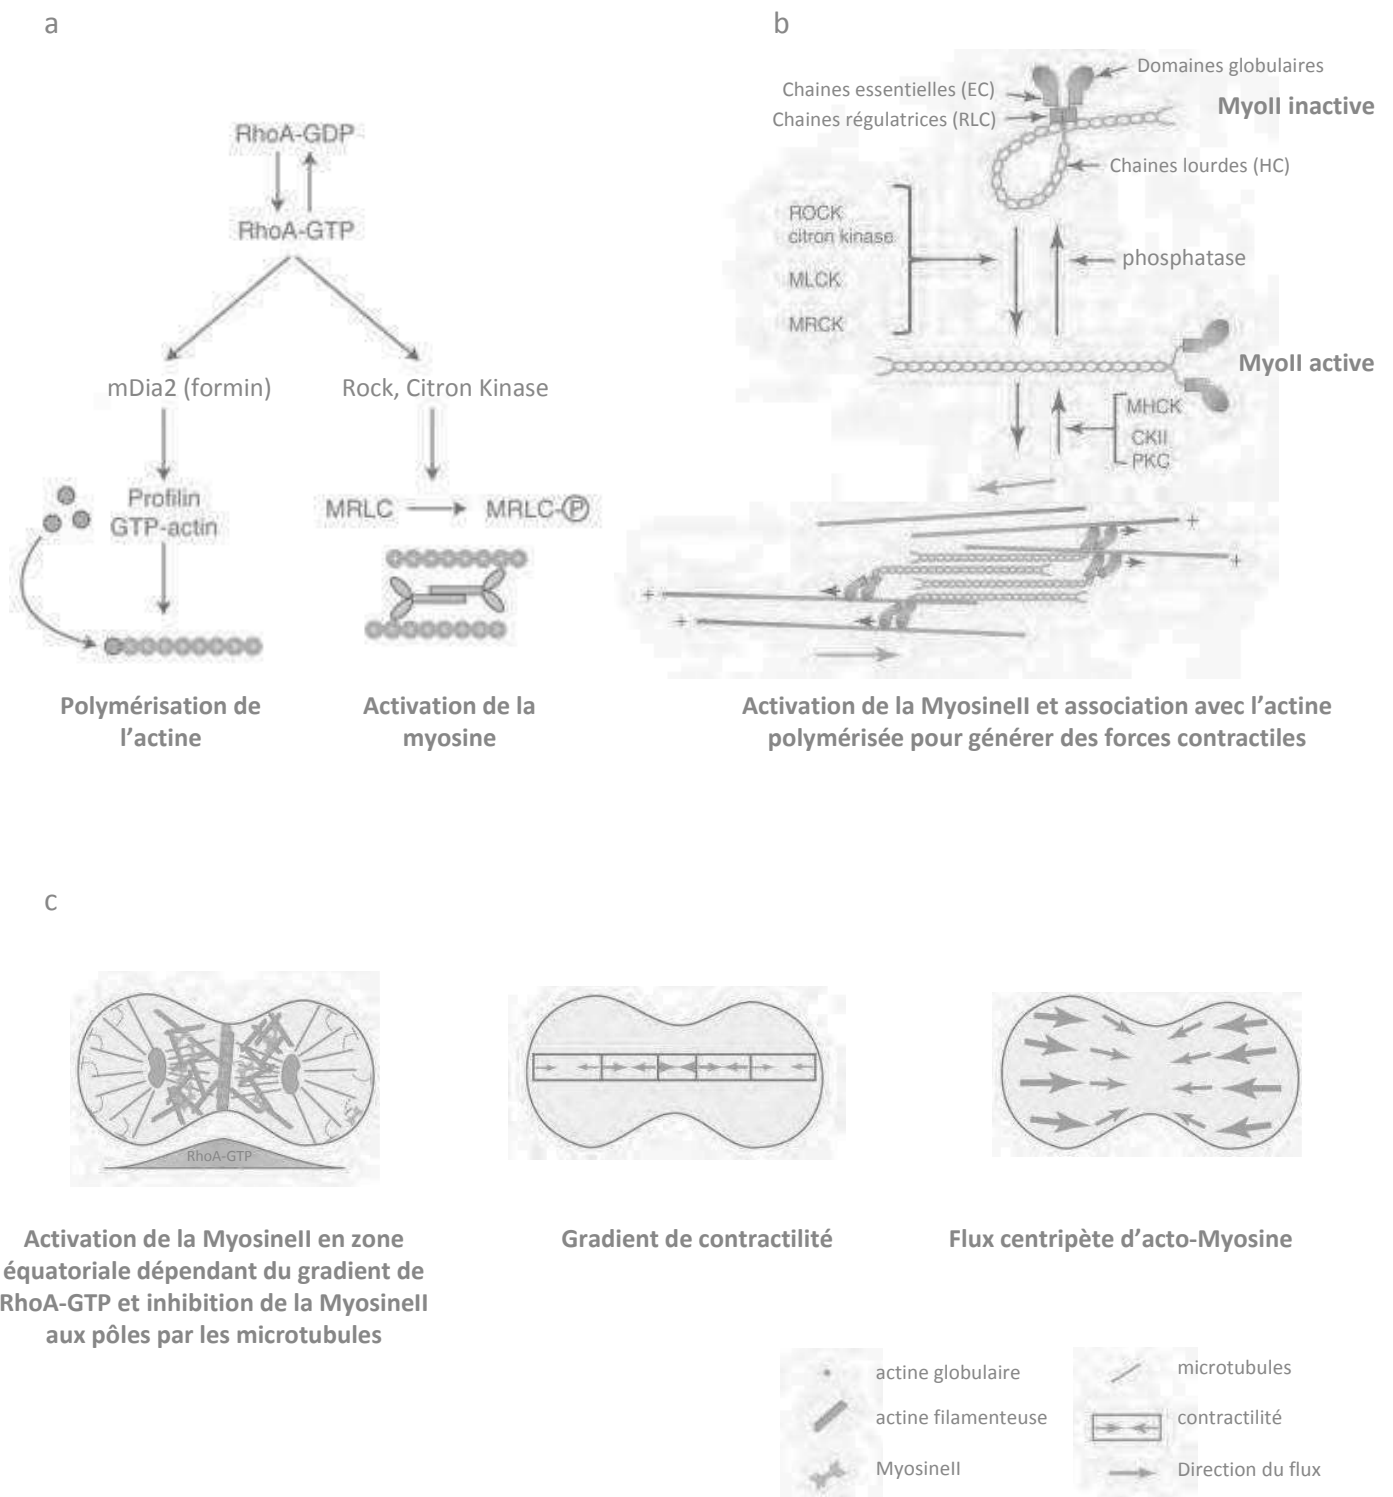 a
RhoA-GDP
RhoA-GTP
mDia2 (formin)
Rock, Citron Kinase
Profilin
GTP-actin
MRLC
MRLC-P
Polymérisation de
l'actine
Activation de la
myosine
b
Domaines globulaires
Chaines essentielles (EC)
MyoII inactive
Chaines régulatrices (RLC)
Chaines lourdes (HC)
ROCK
citron kinase
MLCK
MRCK
phosphatase
MyoII active
MHCK
CKII
PKC
+
+
+
+
Activation de la MyosineII et association avec l'actine
polymérisée pour générer des forces contractiles
c
RhoA-GTP
Activation de la MyosineII en zone
équatoriale dépendant du gradient de
RhoA-GTP et inhibition de la MyosineII
aux pôles par les microtubules
Gradient de contractilité
Flux centripète d'acto-Myosine
actine globulaire
microtubules
actine filamenteuse
contractilité
MyosineII
Direction du flux